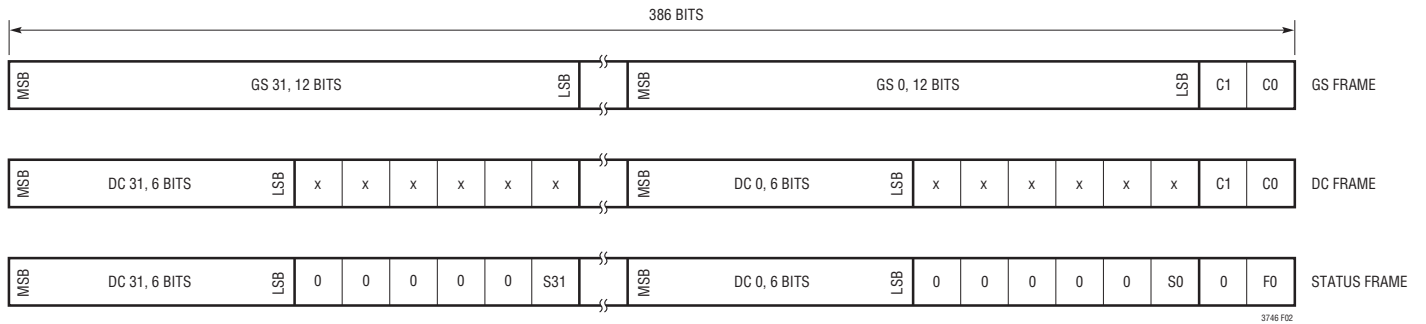 386 BITS
MSB GS 31, 12 BITS LSB MSB GS 0, 12 BITS LSB C1 C0 GS FRAME
MSB DC 31, 6 BITS LSB x x x x x x MSB DC 0, 6 BITS LSB x x x x x x C1 C0 DC FRAME
MSB DC 31, 6 BITS LSB 0 0 0 0 0 S31 MSB DC 0, 6 BITS LSB 0 0 0 0 0 S0 0 F0 STATUS FRAME
3746 F02